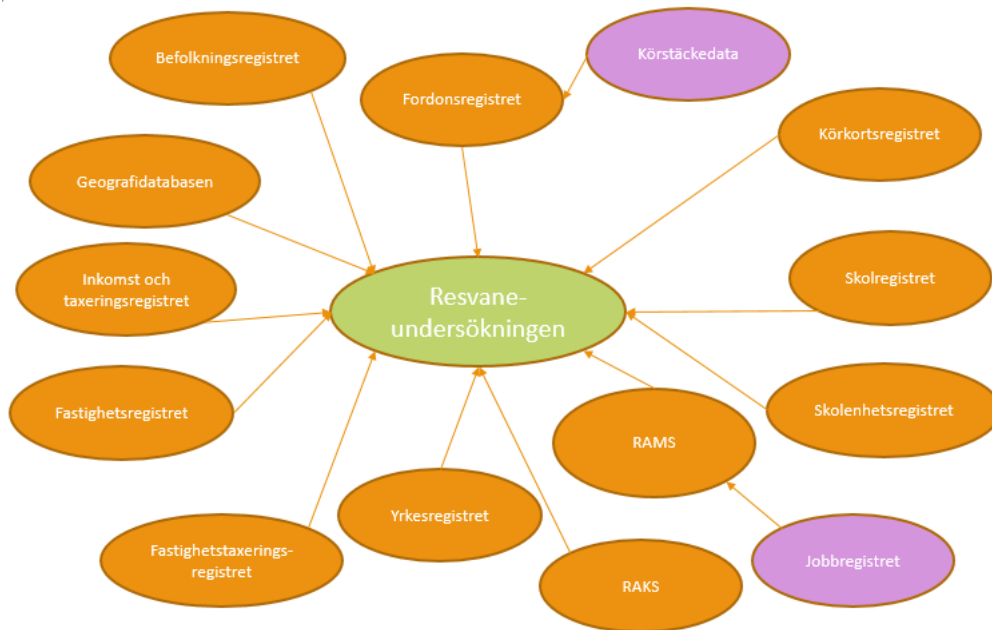 Befolkningsregistret
Fordonsregistret
Körstäckedata
Körkortsregistret
Geografidatabasen
Inkomst och
taxeringsregistret
Resvane-
undersökningen
Skolregistret
Fastighetsregistret
Skolenhetsregistret
RAMS
Yrkesregistret
Fastighetstaxerings-
registret
RAKS
Jobbregistret